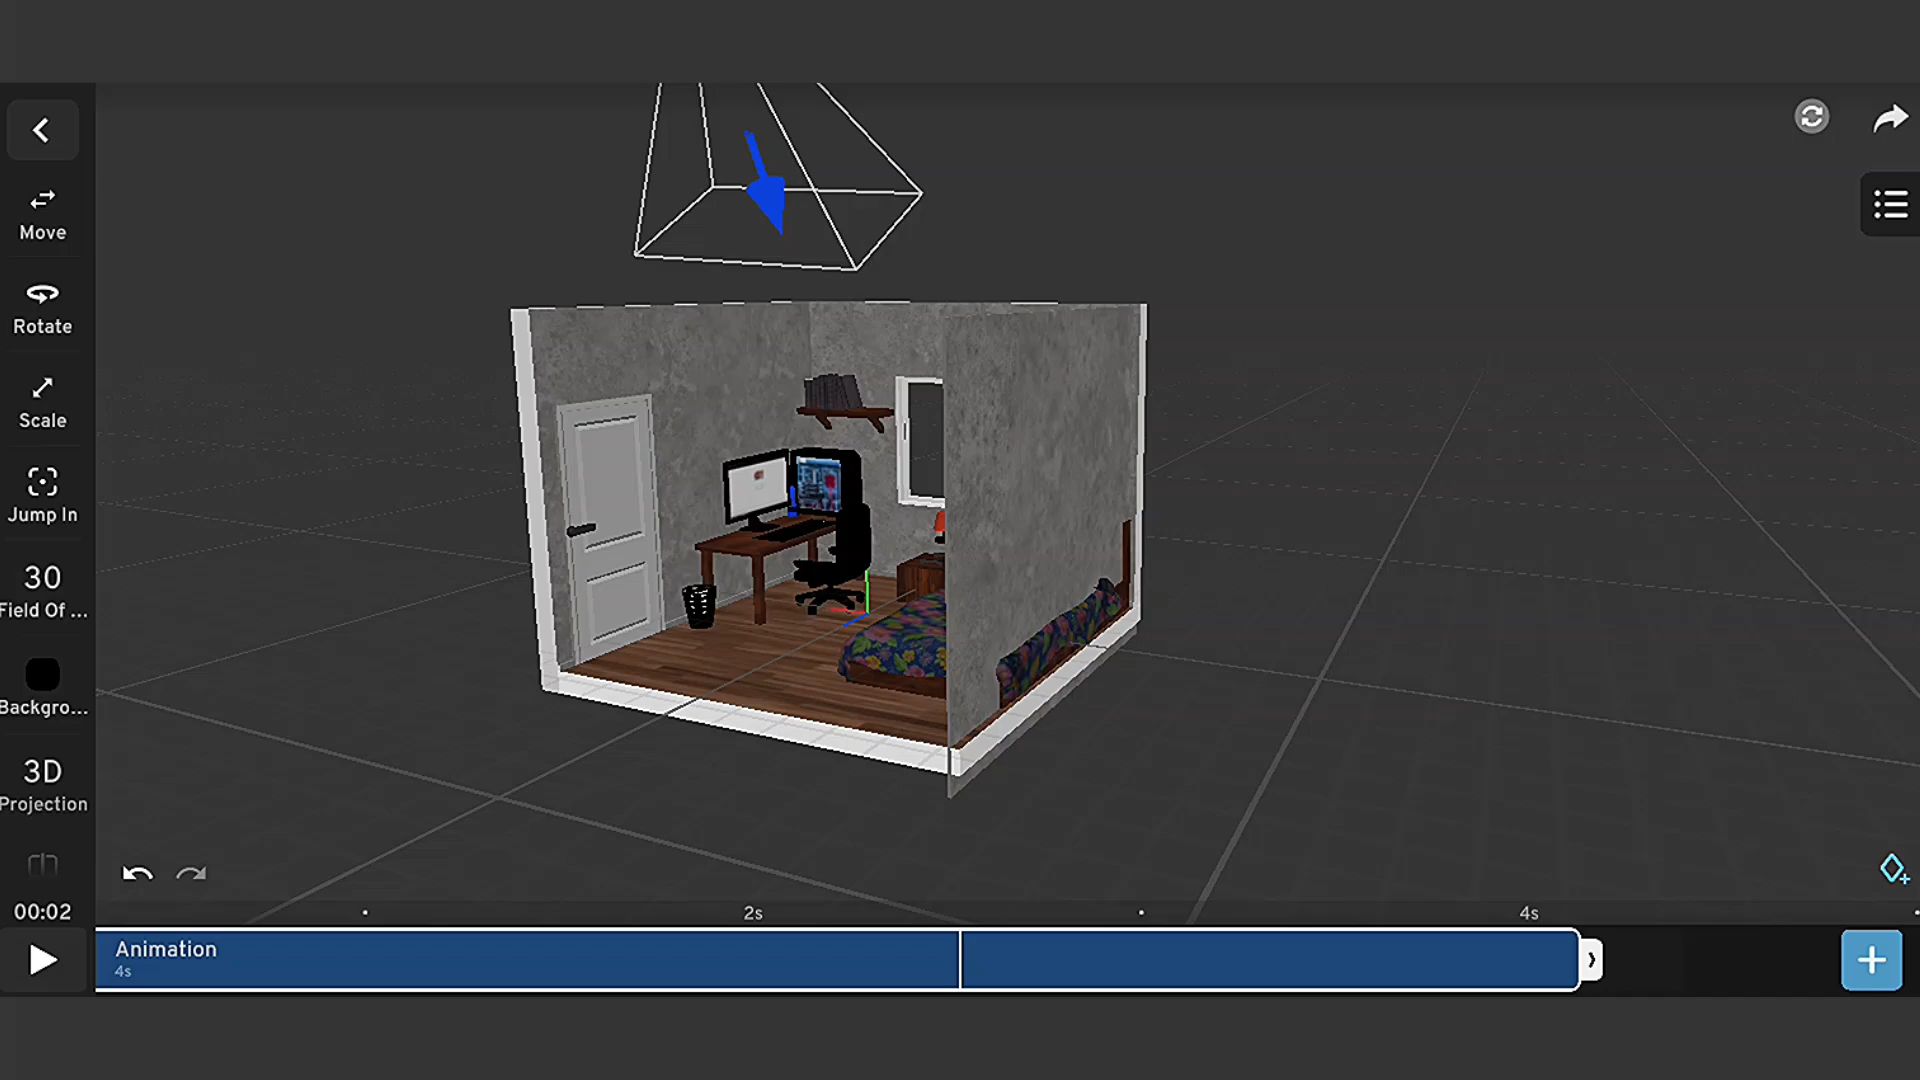 Move
Rotate
Scale
Jump In
30
Field Of ...
Backgro...
3D
Projection
00:02
2s
4s
Animation
4s